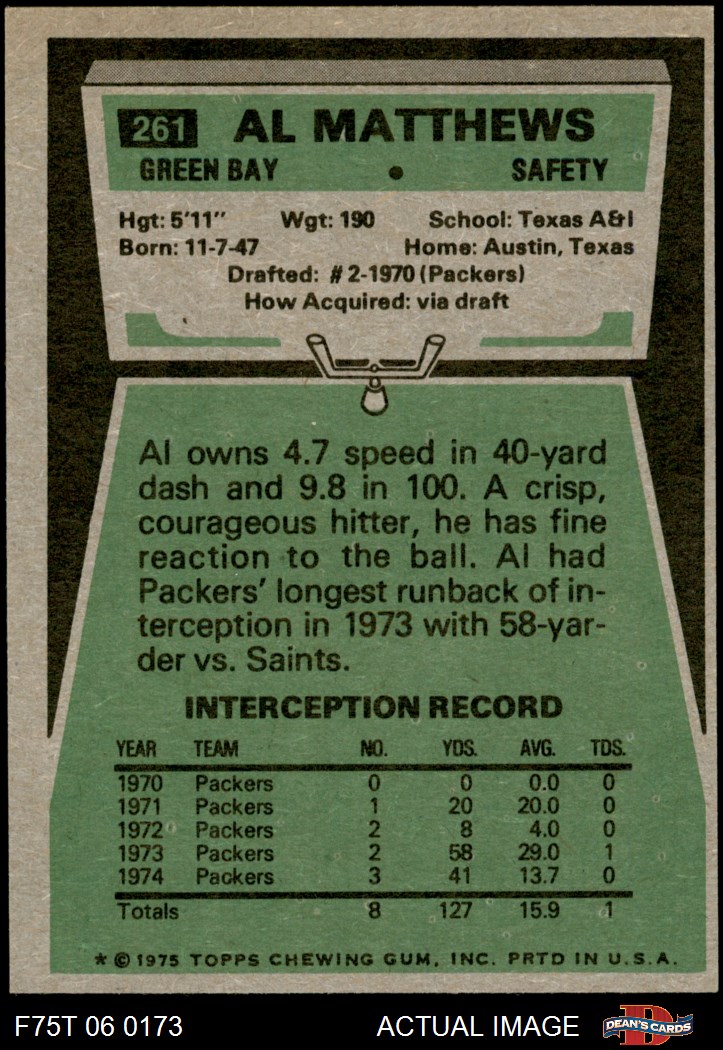 261 AL MATTHEWS
GREEN BAY • SAFETY
Hgt: 5'11" Wgt: 190 School: Texas A&I
Born: 11-7-47 Home: Austin, Texas
Drafted: #2-1970 (Packers)
How Acquired: via draft
Al owns 4.7 speed in 40-yard
dash and 9.8 in 100. A crisp,
courageous hitter, he has fine
reaction to the ball. Al had
Packers' longest runback of in-
terception in 1973 with 58-yar-
der vs. Saints.
INTERCEPTION RECORD
YEAR TEAM NO. YDS. AVG. TDS.
1970 Packers 0 0 0.0 0
1971 Packers 1 20 20.0 0
1972 Packers 2 8 4.0 0
1973 Packers 2 58 29.0 1
1974 Packers 3 41 13.7 0
Totals 8 127 15.9 1
* © 1975 TOPPS CHEWING GUM, INC. PRTD IN U.S.A.
F75T 06 0173 ACTUAL IMAGE D DEAN'S CARDS